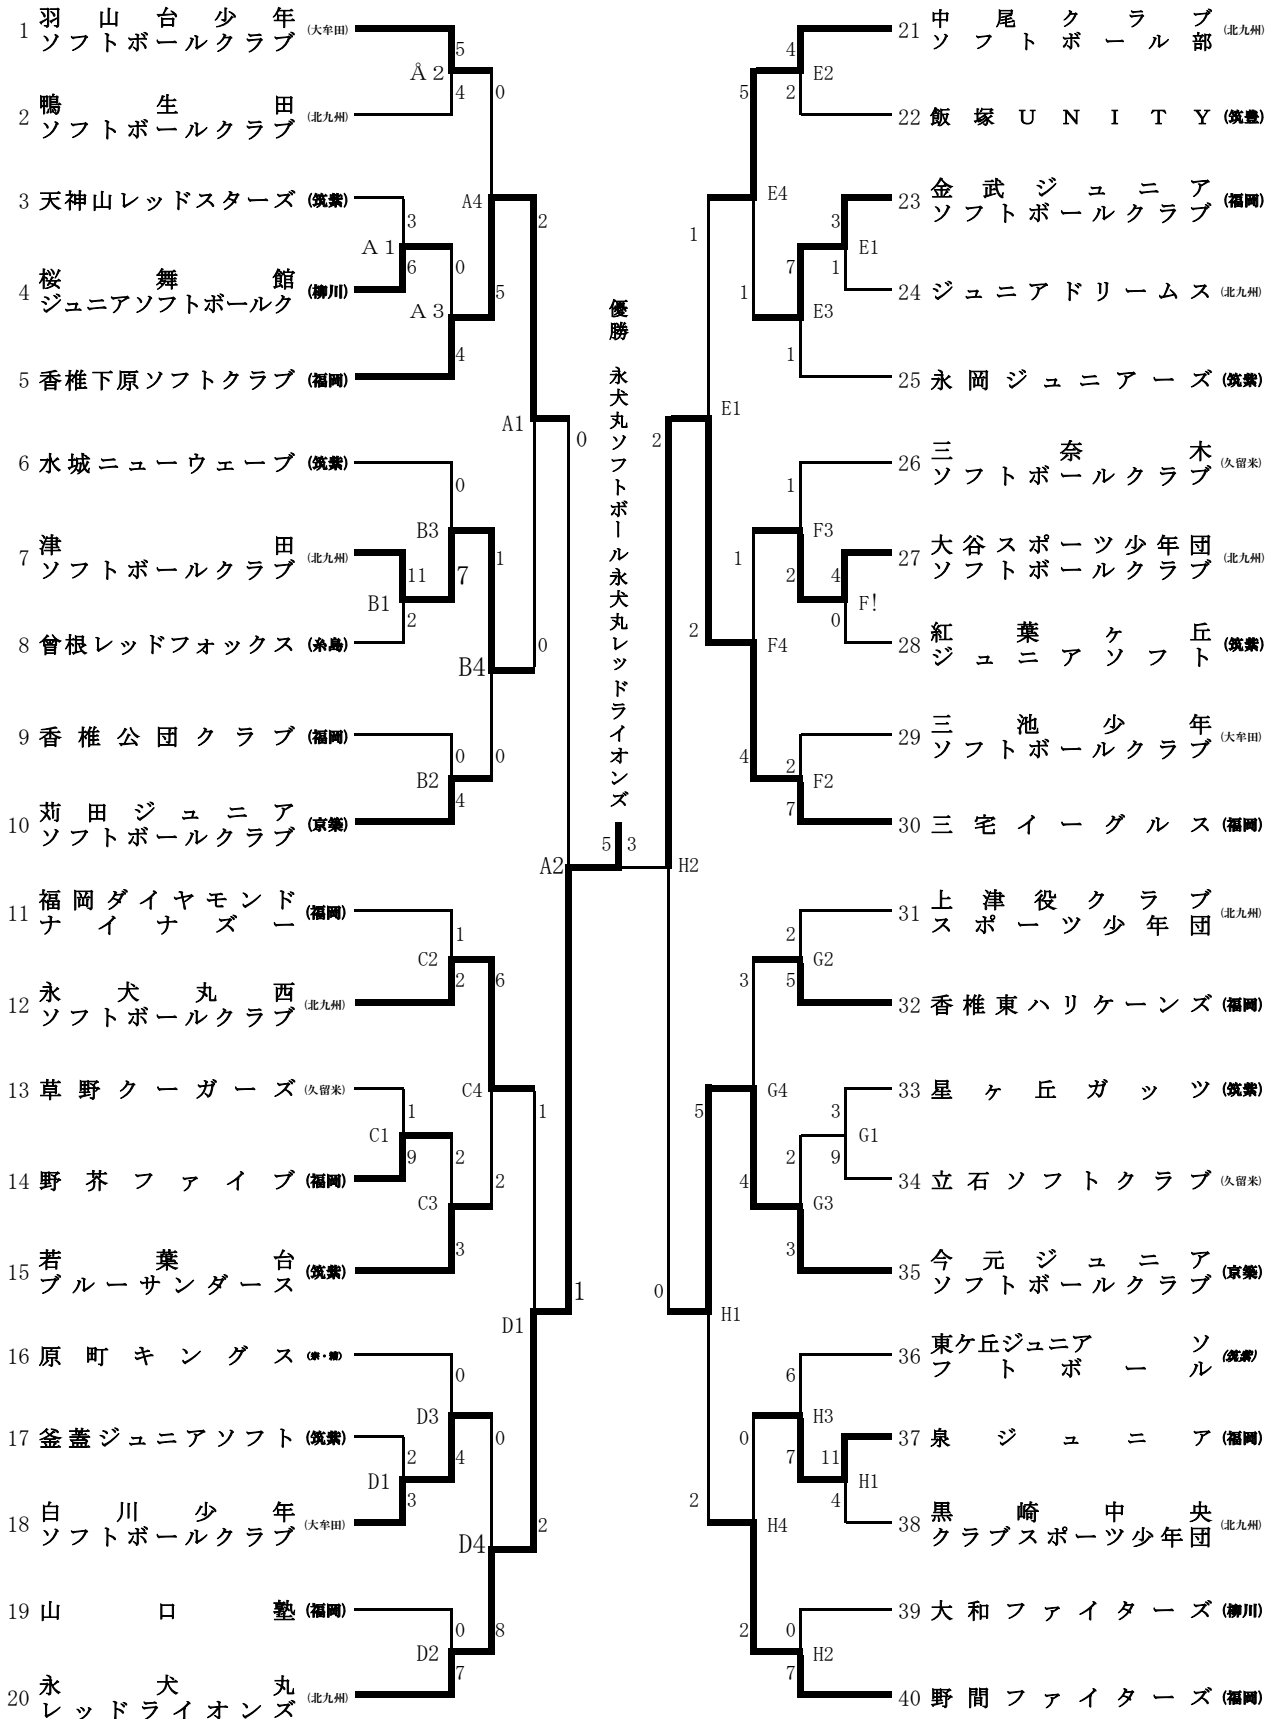 1 羽山台少年
ソフトボールクラブ (大牟田)
2 鴨生田
ソフトボールクラブ (北九州)
3 天神山レッドスターズ (筑紫)
4 桜舞館
ジュニアソフトボールク (柳川)
5 香椎下原ソフトクラブ (福岡)
6 水城ニューウェーブ (筑紫)
7 津田
ソフトボールクラブ (北九州)
8 曾根レッドフォックス (糸島)
9 香椎公団クラブ (福岡)
10 苅田ジュニア
ソフトボールクラブ (京築)
11 福岡ダイヤモンド
ナイナズー (福岡)
12 永犬丸西
ソフトボールクラブ (北九州)
13 草野クーガーズ (久留米)
14 野芥ファイブ (福岡)
15 若葉台
ブルーサンダース (筑紫)
16 原町キングス
17 釜蓋ジュニアソフト (筑紫)
18 白川少年
ソフトボールクラブ (大牟田)
19 山口塾 (福岡)
20 永犬丸
レッドライオンズ (北九州)
5
Å 2
4
0
3
A 1
6
0
A 3
4
A4
5
2
A1
0
0
B3
11
7
B1
2
1
B4
0
0
B2
4
0
A2
1
C2
2
6
1
C1
9
2
C3
3
C4
2
1
D1
1
0
D3
2
D1
3
4
0
D4
2
0
D2
7
8
優勝 永犬丸ソフトボール永犬丸レッドライオンズ
5 3
4
E2
2
5
E4
3
E1
1
7
E3
1
1
1
E1
2
1
F3
2
4
F!
0
1
F4
2
2
F2
7
4
H2
2
G2
5
3
G4
3
G1
9
2
G3
3
4
5
H1
0
6
H3
7
11
H1
4
0
H4
2
0
H2
7
2
21 中尾クラブ
ソフトボール部 (北九州)
22 飯塚UNITY (筑豊)
23 金武ジュニア
ソフトボールクラブ (福岡)
24 ジュニアドリームス (北九州)
25 永岡ジュニアーズ (筑紫)
26 三奈木
ソフトボールクラブ (久留米)
27 大谷スポーツ少年団
ソフトボールクラブ (北九州)
28 紅葉ヶ丘
ジュニアソフト (筑紫)
29 三池少年
ソフトボールクラブ (大牟田)
30 三宅イーグルス (福岡)
31 上津役クラブ
スポーツ少年団 (北九州)
32 香椎東ハリケーンズ (福岡)
33 星ヶ丘ガッツ (筑紫)
34 立石ソフトクラブ (久留米)
35 今元ジュニア
ソフトボールクラブ (京築)
36 東ケ丘ジュニア ソ
フトボール (筑紫)
37 泉ジュニア (福岡)
38 黒崎中央
クラブスポーツ少年団 (北九州)
39 大和ファイターズ (柳川)
40 野間ファイターズ (福岡)